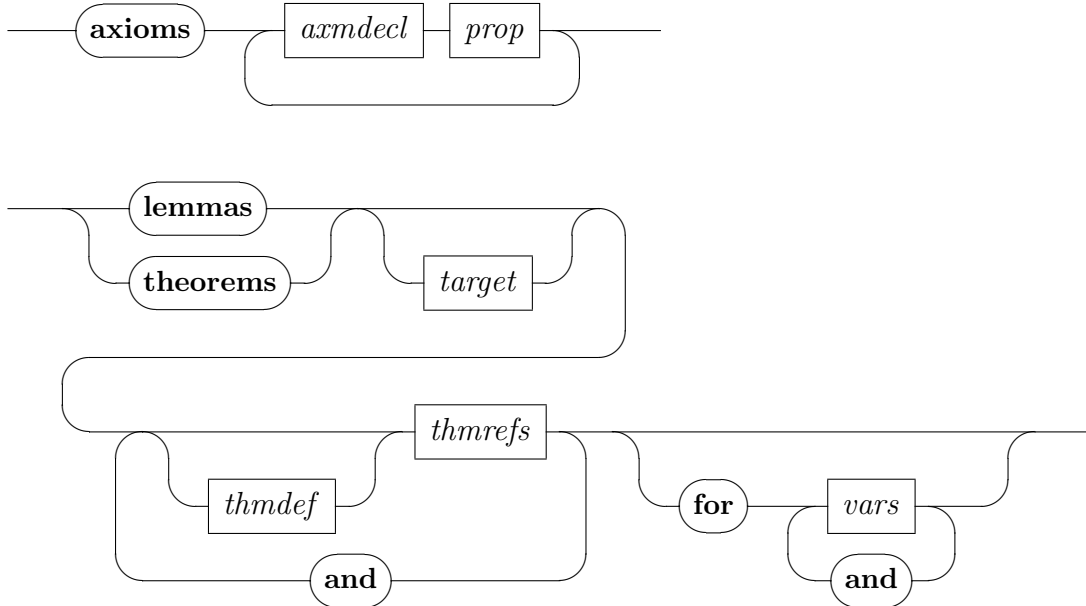 axioms axmdecl prop
lemmas
theorems target
thmrefs
thmdef for vars
and and